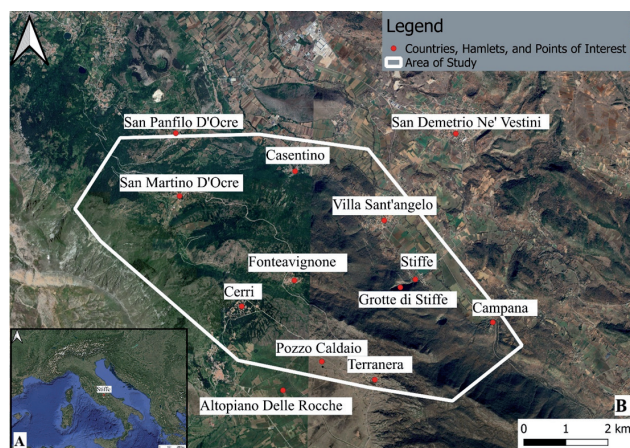 Legend
Countries, Hamlets, and Points of Interest
Area of Study
San Panfilo D'Ocre
San Demetrio Ne' Vestini
Casentino
San Martino D'Ocre
Villa Sant'angelo
Fonteavignone
Stiffe
Grotte di Stiffe
Cerri
Campana
Pozzo Caldaio
Terranera
Altopiano Delle Rocche
Stiffe
A
B
0 1 2 km